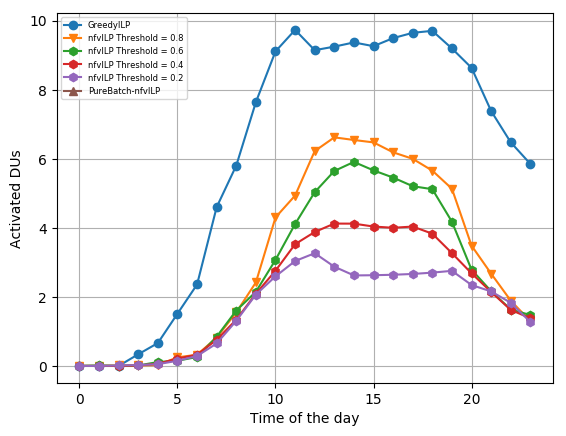 GreedyILP
nfvILP Threshold = 0.8
nfvILP Threshold = 0.6
nfvILP Threshold = 0.4
nfvILP Threshold = 0.2
PureBatch-nfvILP
10
8
6
4
2
0
Activated DUs
0 5 10 15 20
Time of the day